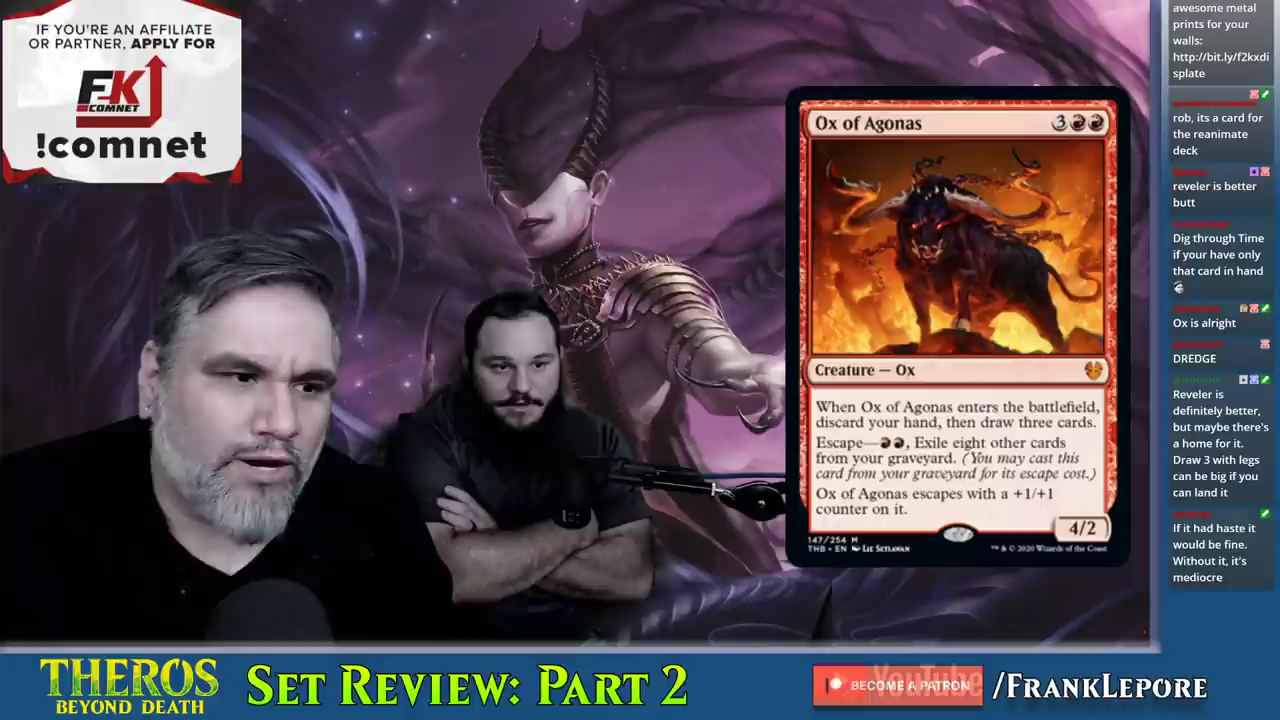 IF YOU'RE AN AFFILIATE
OR PARTNER, APPLY FOR
FK
COMNET
!comnet
Ox of Agonas 3
Creature — Ox
When Ox of Agonas enters the battlefield,
discard your hand, then draw three cards.
Escape—, Exile eight other cards
from your graveyard. (You may cast this
card from your graveyard for its escape cost.)
Ox of Agonas escapes with a +1/+1
counter on it.
4/2
147/254 M
THB • EN Lie Setiawan
™ & © 2020 Wizards of the Coast
awesome metal
prints for your
walls:
http://bit.ly/f2kxdi
splate
rob, its a card for
the reanimate
deck
reveler is better
butt
Dig through Time
if your have only
that card in hand
Ox is alright
DREDGE
Reveler is
definitely better,
but maybe there's
a home for it.
Draw 3 with legs
can be big if you
can land it
If it had haste it
would be fine.
Without it, it's
mediocre
THEROS
BEYOND DEATH
SET REVIEW: PART 2
BECOME A PATRON
YouTube
/FRANKLEPORE